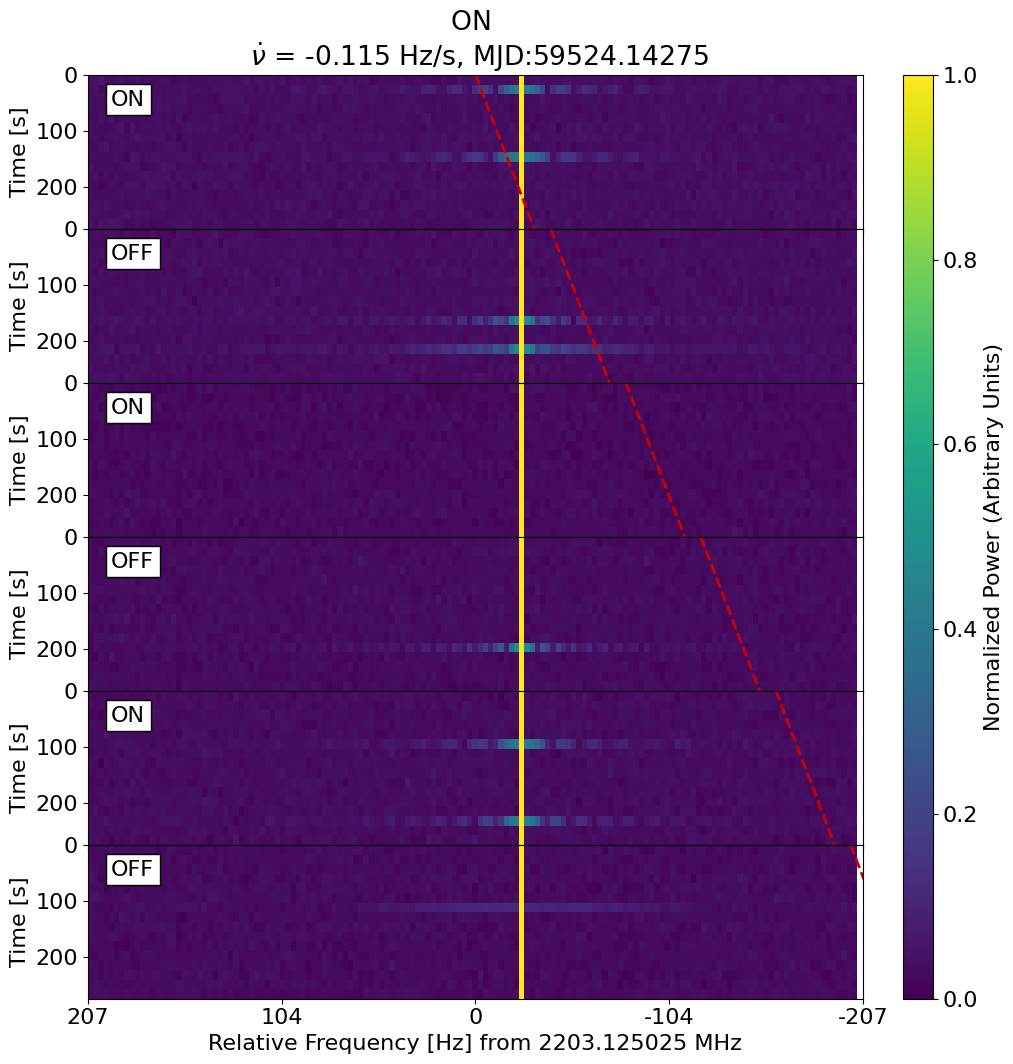 ON
ν̇ = -0.115 Hz/s, MJD:59524.14275
0
ON
100
200
Time [s]
0
OFF
100
200
Time [s]
0
ON
100
200
Time [s]
0
OFF
100
200
Time [s]
0
ON
100
200
Time [s]
0
OFF
100
200
Time [s]
207 104 0 -104 -207
Relative Frequency [Hz] from 2203.125025 MHz
1.0
0.8
0.6
0.4
0.2
0.0
Normalized Power (Arbitrary Units)